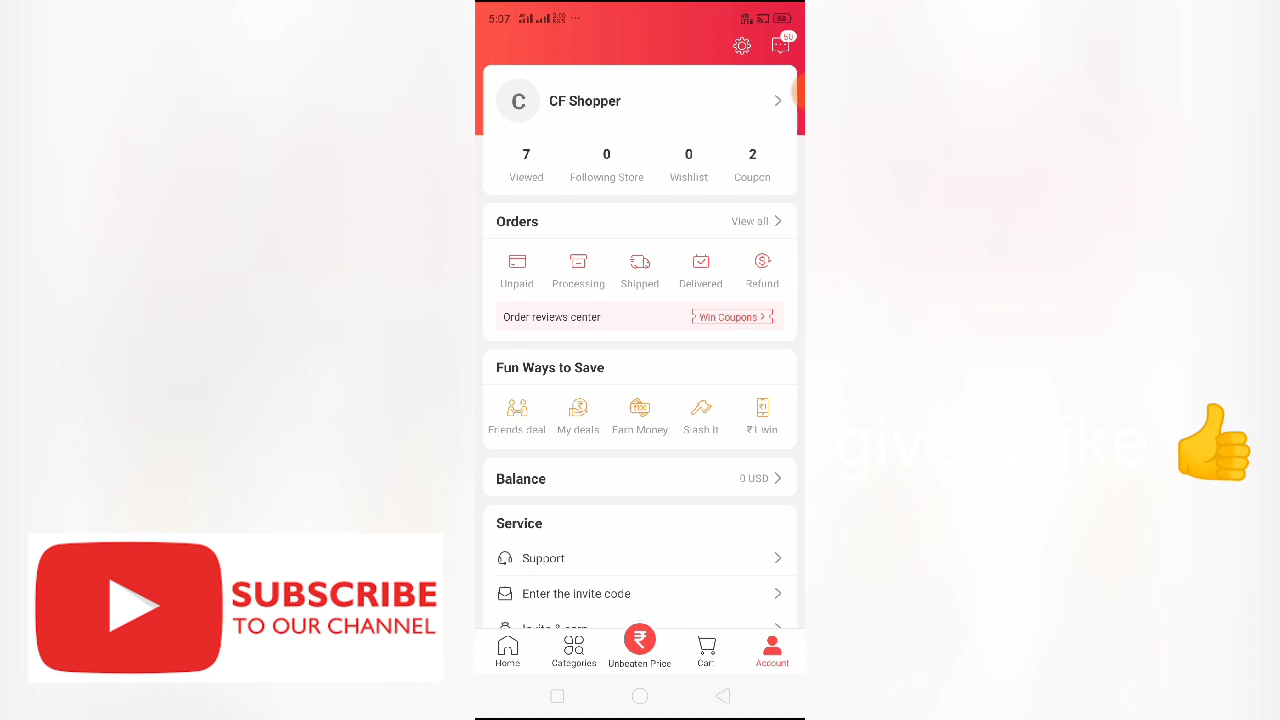 5:07
50
C CF Shopper
7 0 0 2
Viewed Following Store Wishlist Coupon
Orders View all
Unpaid Processing Shipped Delivered Refund
Order reviews center Win Coupons
Fun Ways to Save
Friends deal My deals Earn Money Slash It ₹1 win
give a like
Balance 0 USD
Service
Support
Enter the invite code
SUBSCRIBE
TO OUR CHANNEL
Home Categories Unbeaten Price Cart Account